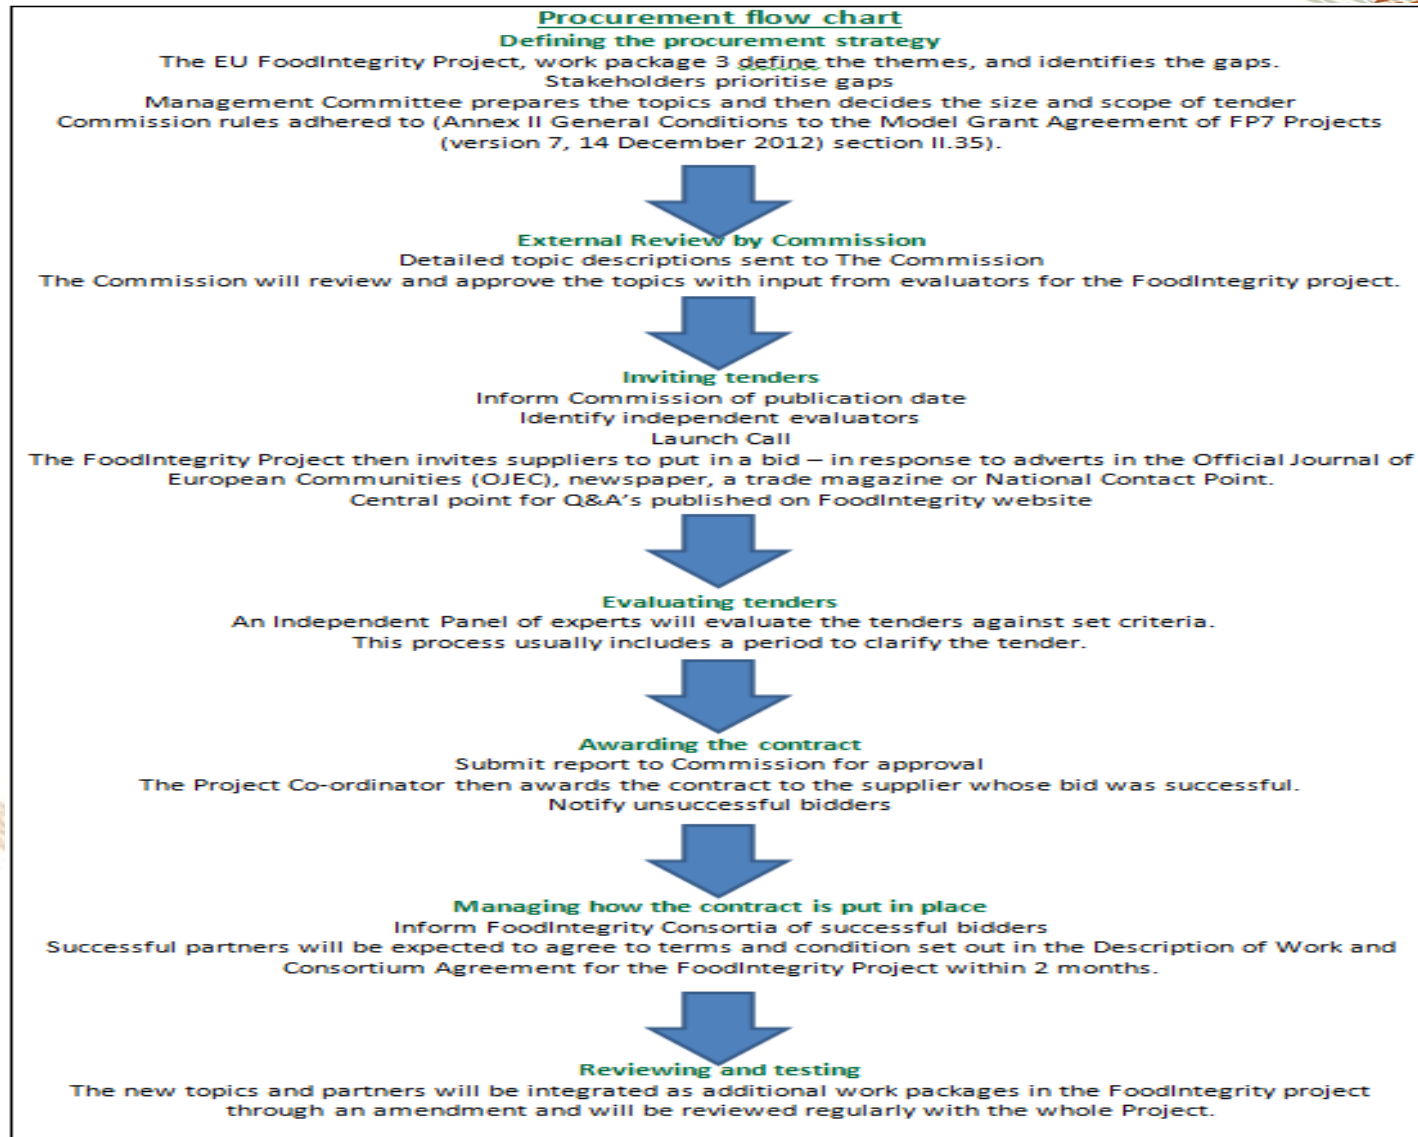 Procurement flow chart
Defining the procurement strategy
The EU FoodIntegrity Project, work package 3 define the themes, and identifies the gaps.
Stakeholders prioritise gaps
Management Committee prepares the topics and then decides the size and scope of tender
Commission rules adhered to (Annex II General Conditions to the Model Grant Agreement of FP7 Projects
(version 7, 14 December 2012) section II.35).
External Review by Commission
Detailed topic descriptions sent to The Commission
The Commission will review and approve the topics with input from evaluators for the FoodIntegrity project.
Inviting tenders
Inform Commission of publication date
Identify independent evaluators
Launch Call
The FoodIntegrity Project then invites suppliers to put in a bid – in response to adverts in the Official Journal of
European Communities (OJEC), newspaper, a trade magazine or National Contact Point.
Central point for Q&A's published on FoodIntegrity website
Evaluating tenders
An Independent Panel of experts will evaluate the tenders against set criteria.
This process usually includes a period to clarify the tender.
Awarding the contract
Submit report to Commission for approval
The Project Co-ordinator then awards the contract to the supplier whose bid was successful.
Notify unsuccessful bidders
Managing how the contract is put in place
Inform FoodIntegrity Consortia of successful bidders
Successful partners will be expected to agree to terms and condition set out in the Description of Work and
Consortium Agreement for the FoodIntegrity Project within 2 months.
Reviewing and testing
The new topics and partners will be integrated as additional work packages in the FoodIntegrity project
through an amendment and will be reviewed regularly with the whole Project.